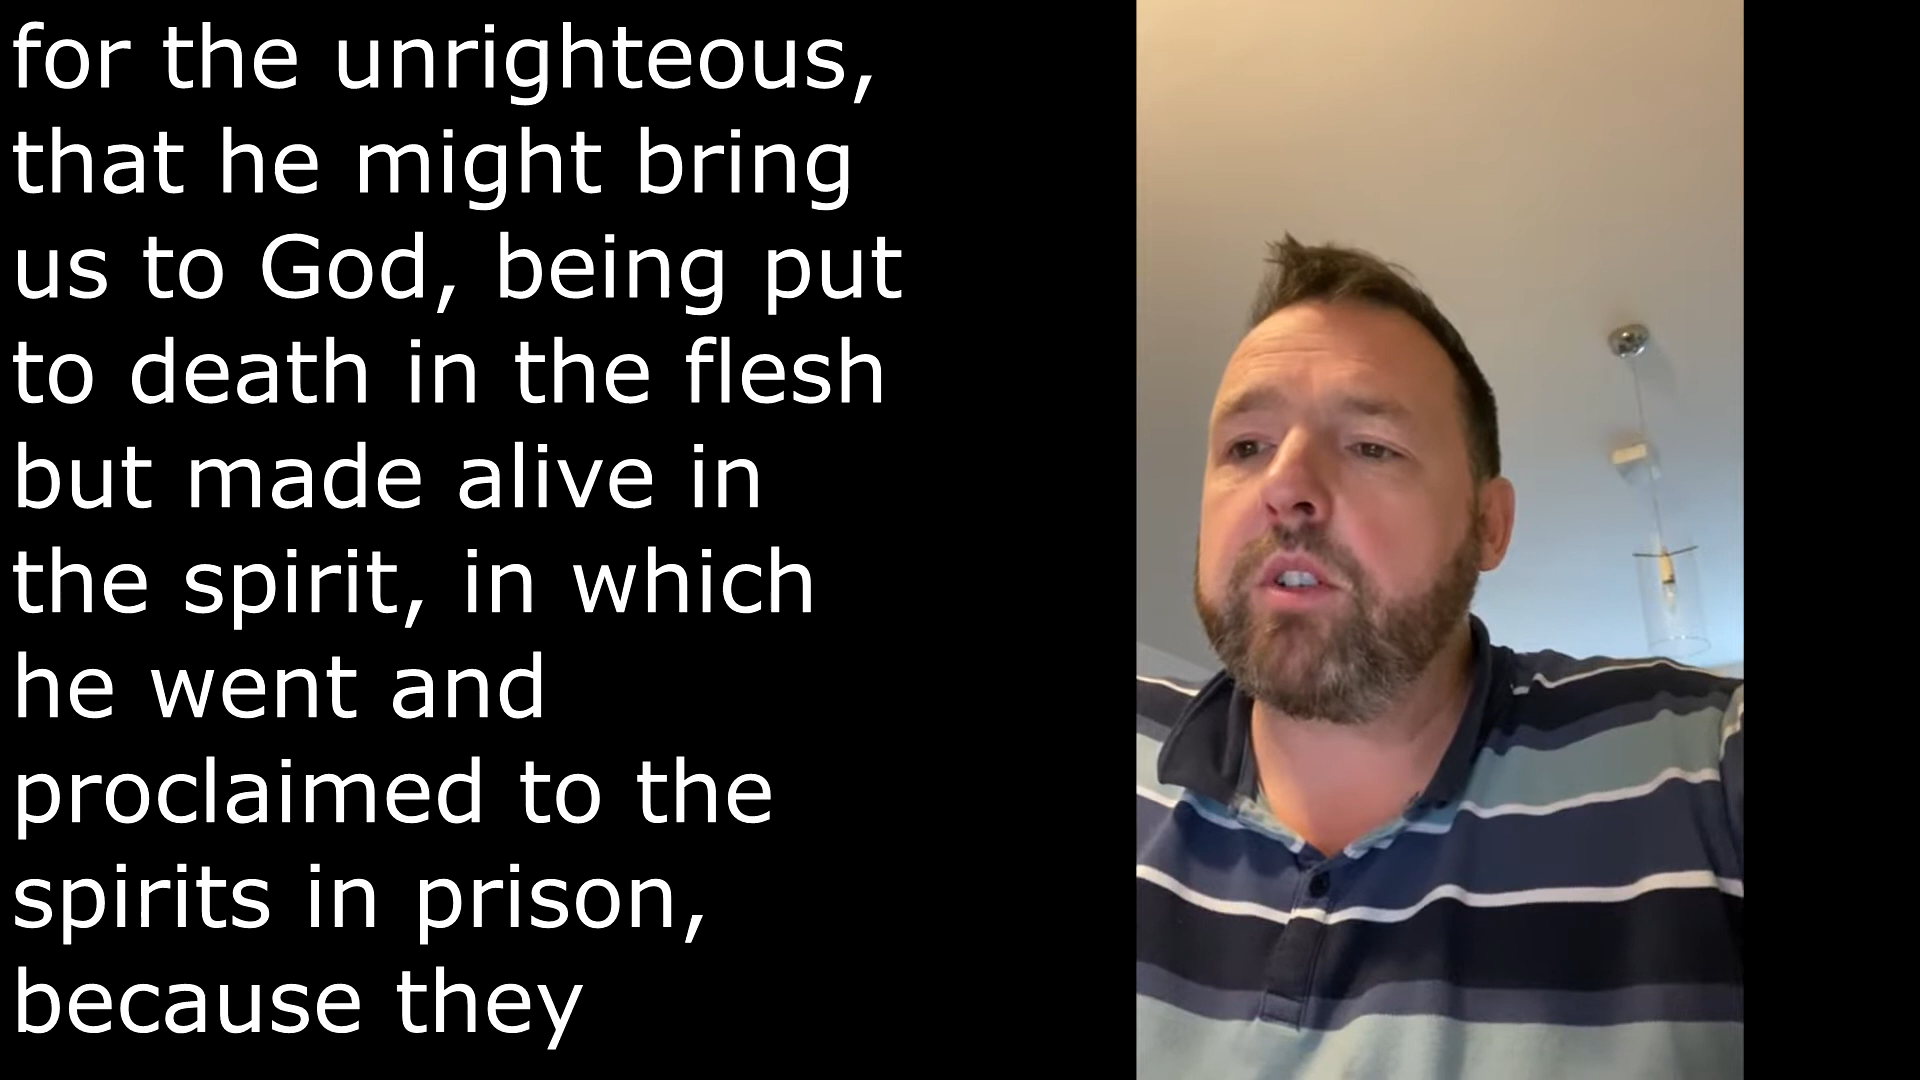 for the unrighteous,
that he might bring
us to God, being put
to death in the flesh
but made alive in
the spirit, in which
he went and
proclaimed to the
spirits in prison,
because they